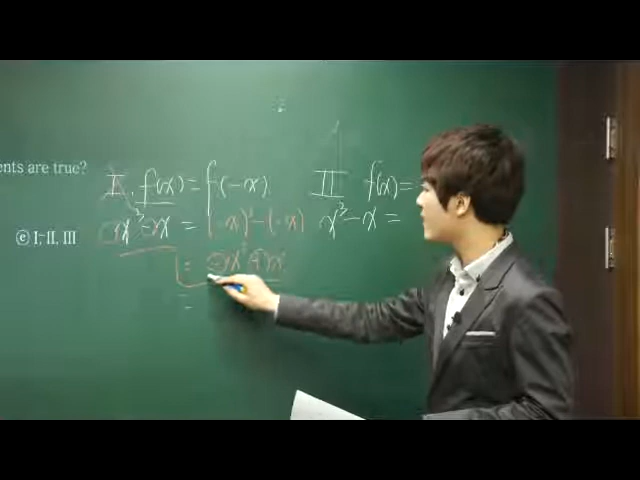 ents are true?
ⓒ I, II, III
I. f(x) = f(-x).
x³ - x = (-x)³ - (-x)
II f(x) =
x³ - x =